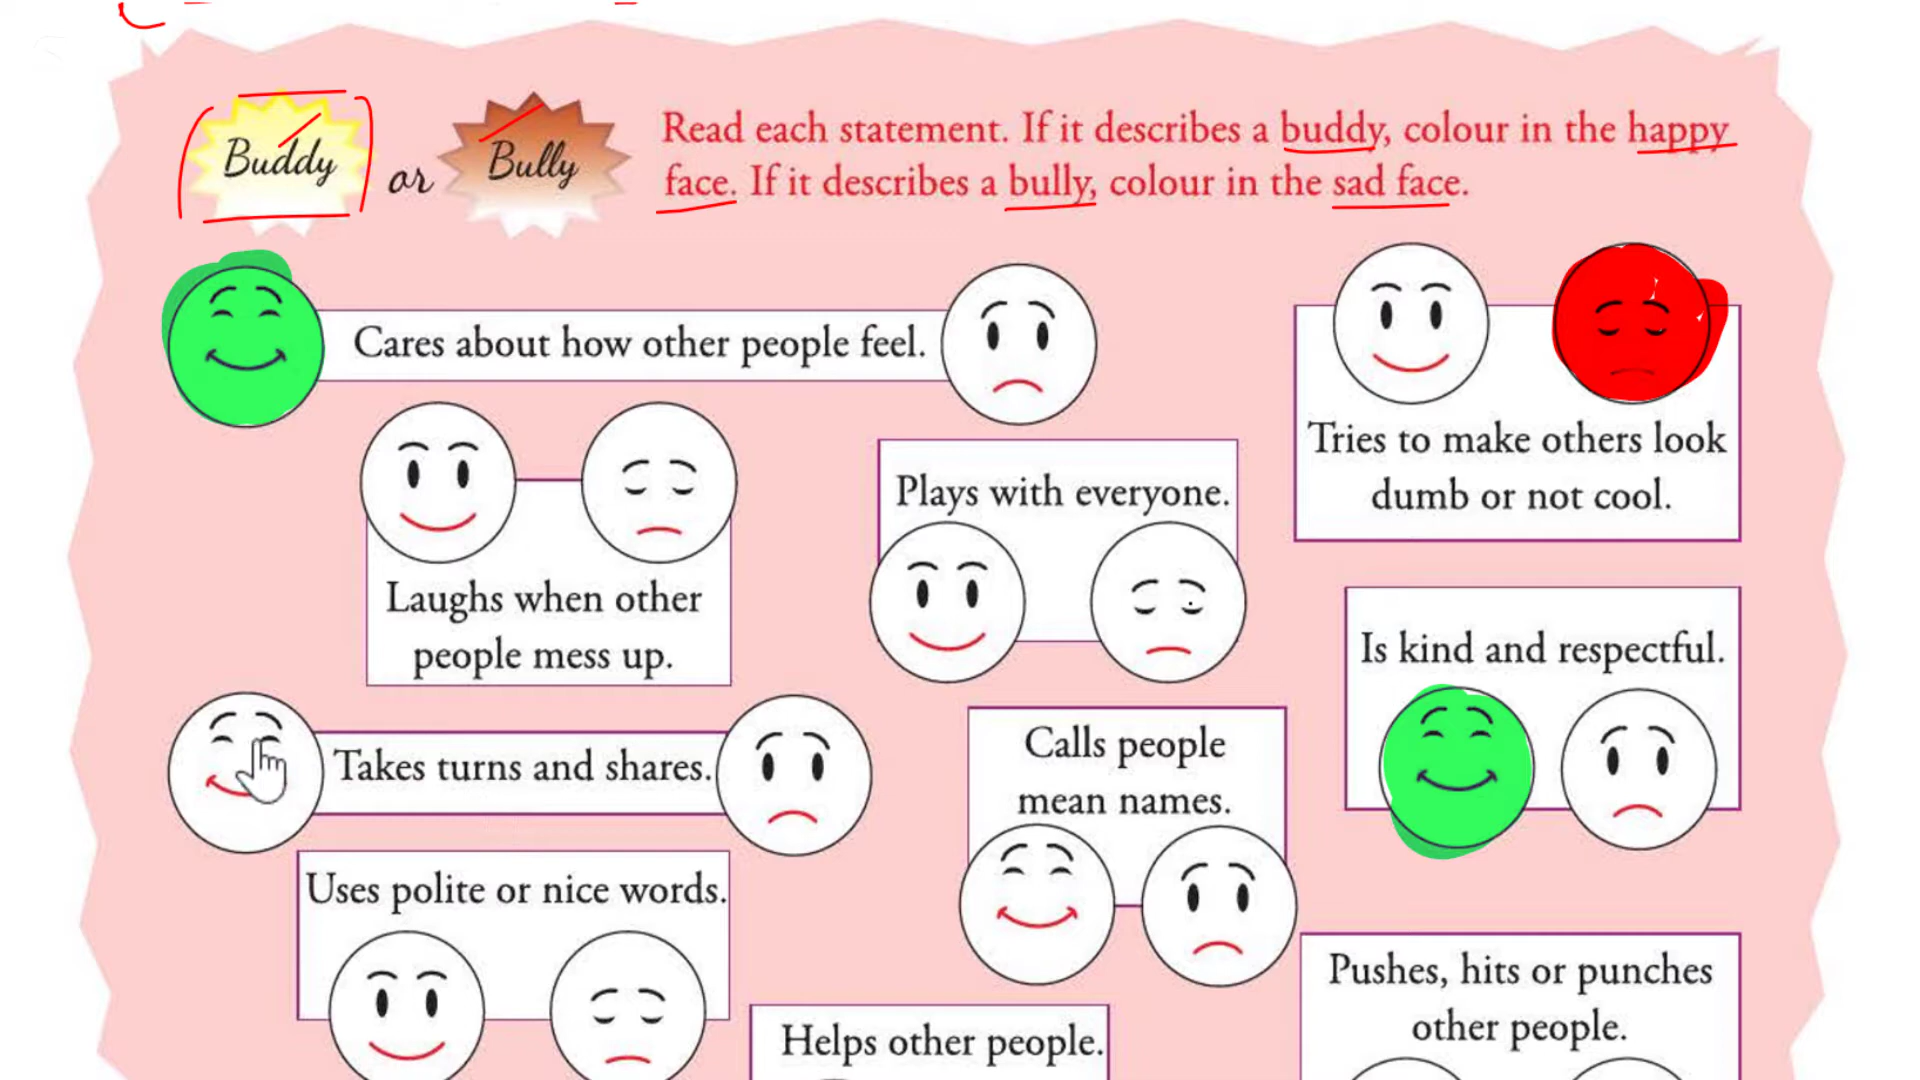 Buddy or Bully
Read each statement. If it describes a buddy, colour in the happy
face. If it describes a bully, colour in the sad face.
Cares about how other people feel.
Tries to make others look
dumb or not cool.
Laughs when other
people mess up.
Plays with everyone.
Is kind and respectful.
Takes turns and shares.
Calls people
mean names.
Uses polite or nice words.
Helps other people.
Pushes, hits or punches
other people.